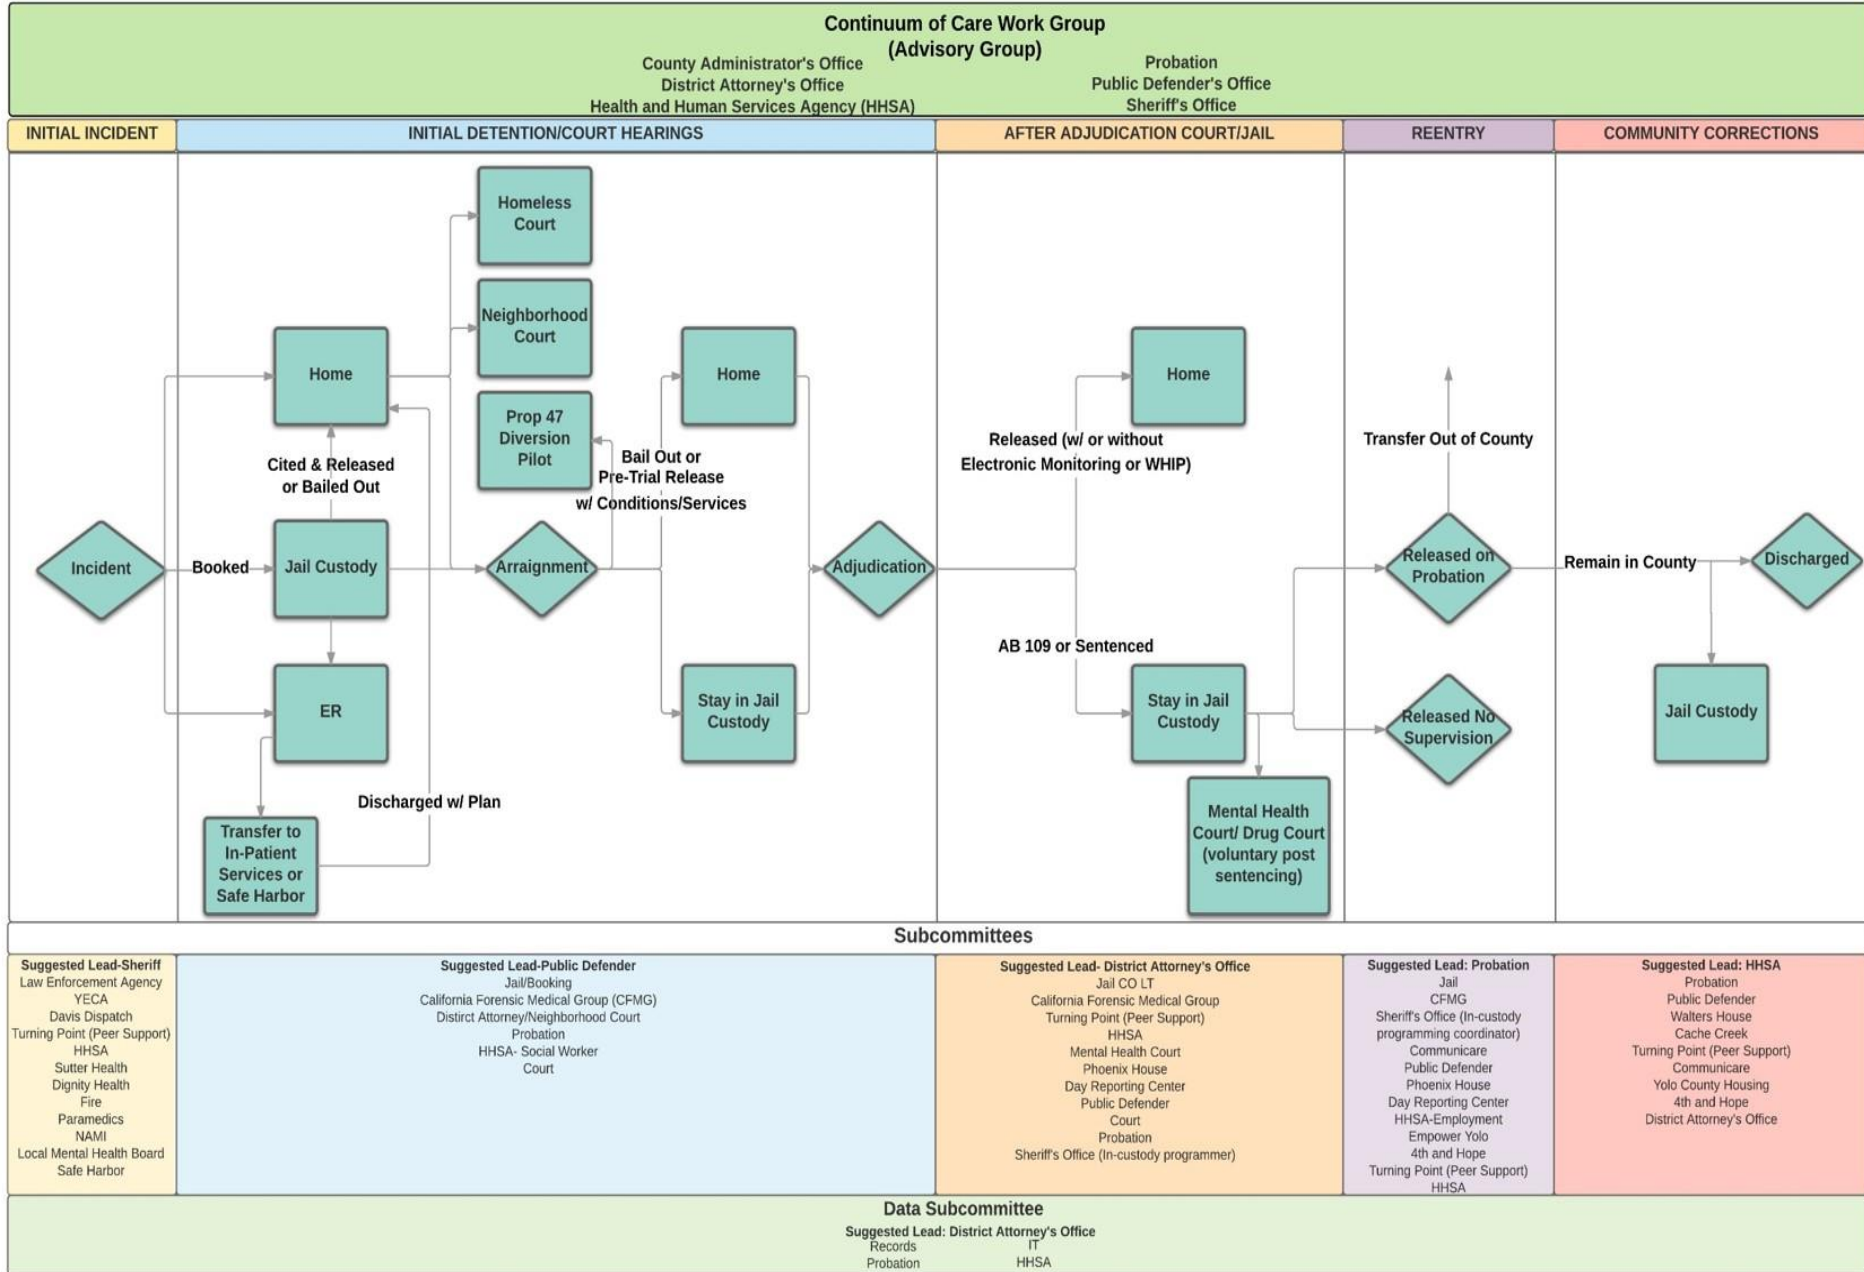 Continuum of Care Work Group
(Advisory Group)
County Administrator's Office
District Attorney's Office
Health and Human Services Agency (HHSA)
Probation
Public Defender's Office
Sheriff's Office
INITIAL INCIDENT
INITIAL DETENTION/COURT HEARINGS
AFTER ADJUDICATION COURT/JAIL
REENTRY
COMMUNITY CORRECTIONS
Incident
Booked
Home
Cited & Released
or Bailed Out
Jail Custody
ER
Transfer to
In-Patient
Services or
Safe Harbor
Discharged w/ Plan
Homeless
Court
Neighborhood
Court
Prop 47
Diversion
Pilot
Arraignment
Bail Out or
Pre-Trial Release
w/ Conditions/Services
Home
Stay in Jail
Custody
Adjudication
Released (w/ or without
Electronic Monitoring or WHIP)
Home
AB 109 or Sentenced
Stay in Jail
Custody
Mental Health
Court/ Drug Court
(voluntary post
sentencing)
Transfer Out of County
Released on
Probation
Released No
Supervision
Remain in County
Discharged
Jail Custody
Subcommittees
Suggested Lead-Sheriff
Law Enforcement Agency
YECA
Davis Dispatch
Turning Point (Peer Support)
HHSA
Sutter Health
Dignity Health
Fire
Paramedics
NAMI
Local Mental Health Board
Safe Harbor
Suggested Lead-Public Defender
Jail/Booking
California Forensic Medical Group (CFMG)
Distirct Attorney/Neighborhood Court
Probation
HHSA- Social Worker
Court
Suggested Lead- District Attorney's Office
Jail CO LT
California Forensic Medical Group
Turning Point (Peer Support)
HHSA
Mental Health Court
Phoenix House
Day Reporting Center
Public Defender
Court
Probation
Sheriff's Office (In-custody programmer)
Suggested Lead: Probation
Jail
CFMG
Sheriff's Office (In-custody
programming coordinator)
Communicare
Public Defender
Phoenix House
Day Reporting Center
HHSA-Employment
Empower Yolo
4th and Hope
Turning Point (Peer Support)
HHSA
Suggested Lead: HHSA
Probation
Public Defender
Walters House
Cache Creek
Turning Point (Peer Support)
Communicare
Yolo County Housing
4th and Hope
District Attorney's Office
Data Subcommittee
Suggested Lead: District Attorney's Office
Records
IT
Probation
HHSA